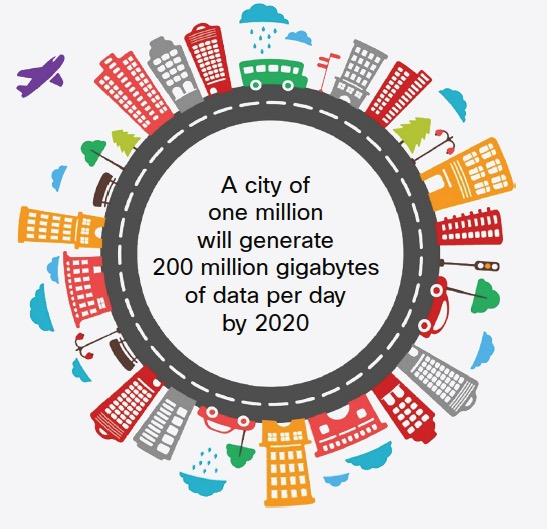 A city of
one million
will generate
200 million gigabytes
of data per day
by 2020